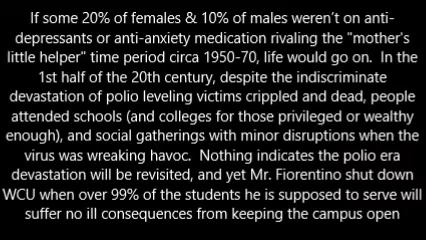 If some 20% of females & 10% of males weren't on anti-
depressants or anti-anxiety medication rivaling the "mother's
little helper" time period circa 1950-70, life would go on.  In the
1st half of the 20th century, despite the indiscriminate
devastation of polio leveling victims crippled and dead, people
attended schools (and colleges for those privileged or wealthy
enough), and social gatherings with minor disruptions when the
virus was wreaking havoc.  Nothing indicates the polio era
devastation will be revisited, and yet Mr. Fiorentino shut down
WCU when over 99% of the students he is supposed to serve will
suffer no ill consequences from keeping the campus open